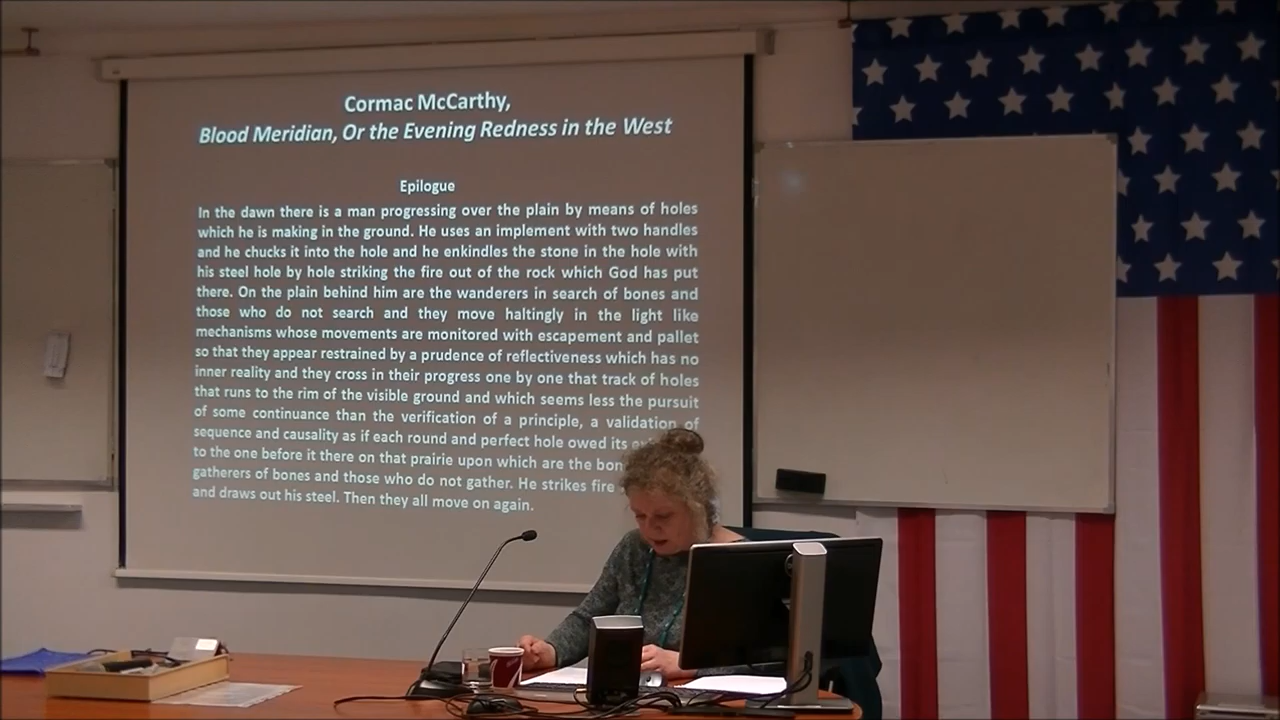 Cormac McCarthy,
Blood Meridian, Or the Evening Redness in the West
Epilogue
In the dawn there is a man progressing over the plain by means of holes
which he is making in the ground. He uses an implement with two handles
and he chucks it into the hole and he enkindles the stone in the hole with
his steel hole by hole striking the fire out of the rock which God has put
there. On the plain behind him are the wanderers in search of bones and
those who do not search and they move haltingly in the light like
mechanisms whose movements are monitored with escapement and pallet
so that they appear restrained by a prudence of reflectiveness which has no
inner reality and they cross in their progress one by one that track of holes
that runs to the rim of the visible ground and which seems less the pursuit
of some continuance than the verification of a principle, a validation of
sequence and causality as if each round and perfect hole owed its
to the one before it there on that prairie upon which are the
gatherers of bones and those who do not gather. He strikes fire
and draws out his steel. Then they all move on again.